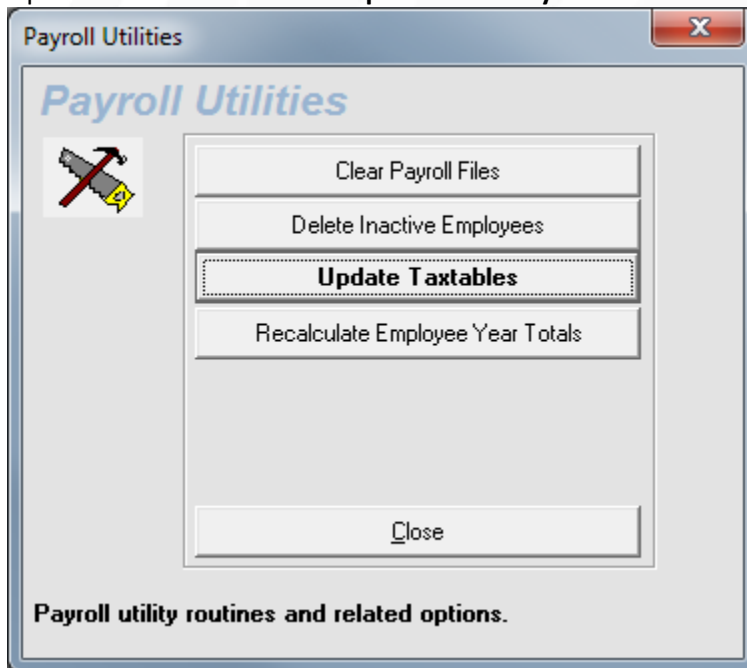 Payroll Utilities
Payroll Utilities
Clear Payroll Files
Delete Inactive Employees
Update Taxtables
Recalculate Employee Year Totals
Close
Payroll utility routines and related options.